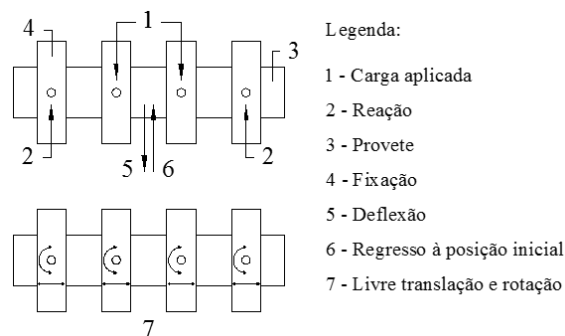 4
1
3
2
5
6
2
7
Legenda:
1 - Carga aplicada
2 - Reação
3 - Provete
4 - Fixação
5 - Deflexão
6 - Regresso à posição inicial
7 - Livre translação e rotação